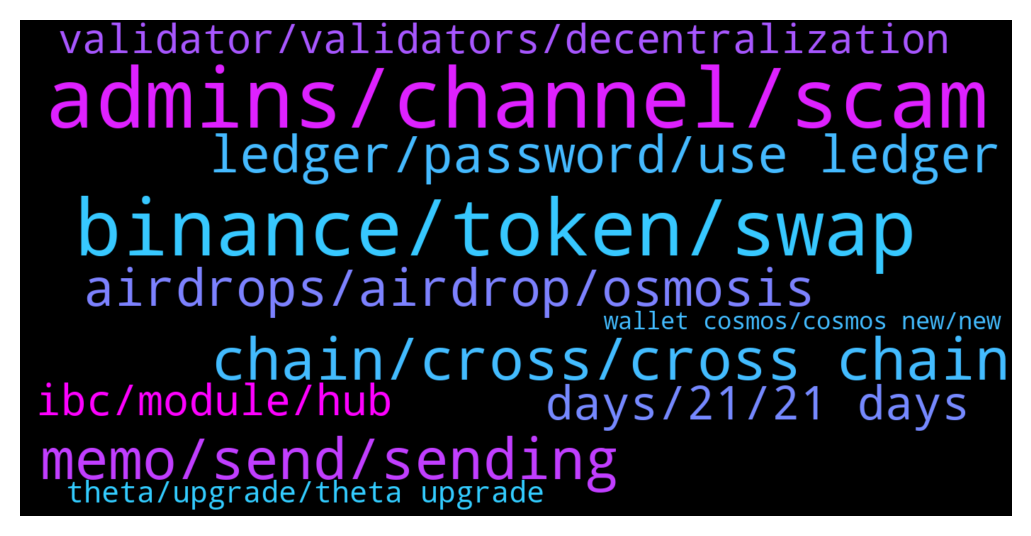 validator/validators/decentralization
admins/channel/scam
ledger/password/use ledger
binance/token/swap
airdrops/airdrop/osmosis
wallet cosmos/cosmos new/new
chain/cross/cross chain
ibc/module/hub
days/21/21 days
memo/send/sending
theta/upgrade/theta upgrade